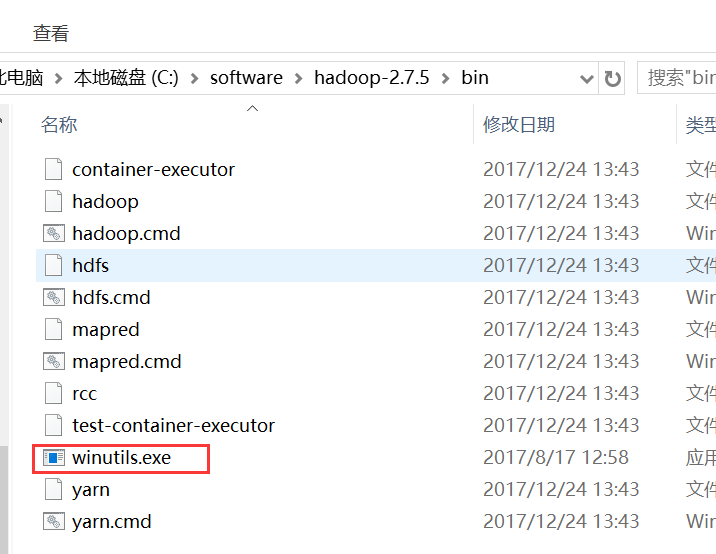 查看
电脑 > 本地磁盘 (C:) > software > hadoop-2.7.5 > bin
搜索"bin
名称 修改日期 类型
container-executor 2017/12/24 13:43 文件
hadoop 2017/12/24 13:43 文件
hadoop.cmd 2017/12/24 13:43 Win
hdfs 2017/12/24 13:43 文件
hdfs.cmd 2017/12/24 13:43 Win
mapred 2017/12/24 13:43 文件
mapred.cmd 2017/12/24 13:43 Win
rcc 2017/12/24 13:43 文件
test-container-executor 2017/12/24 13:43 文件
winutils.exe 2017/8/17 12:58 应用
yarn 2017/12/24 13:43 文件
yarn.cmd 2017/12/24 13:43 Win